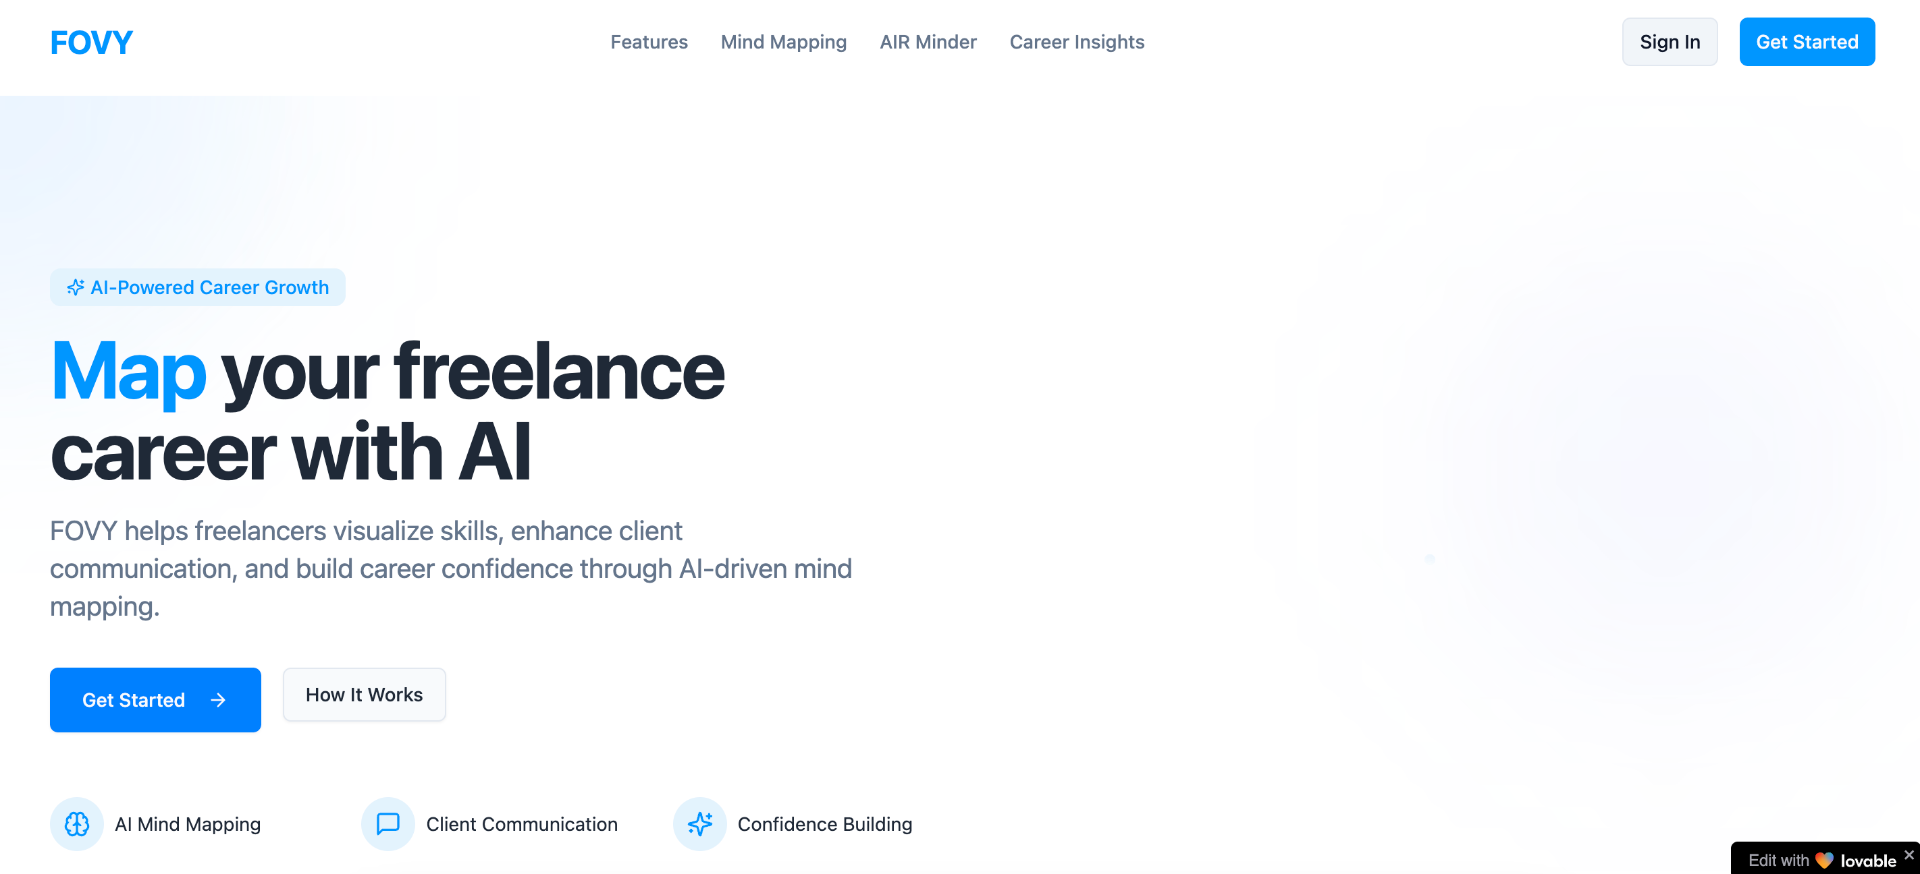 FOVY
Features
Mind Mapping
AIR Minder
Career Insights
Sign In
Get Started
AI-Powered Career Growth
Map your freelance
career with AI
FOVY helps freelancers visualize skills, enhance client
communication, and build career confidence through AI-driven mind
mapping.
Get Started
How It Works
AI Mind Mapping
Client Communication
Confidence Building
Edit with lovable